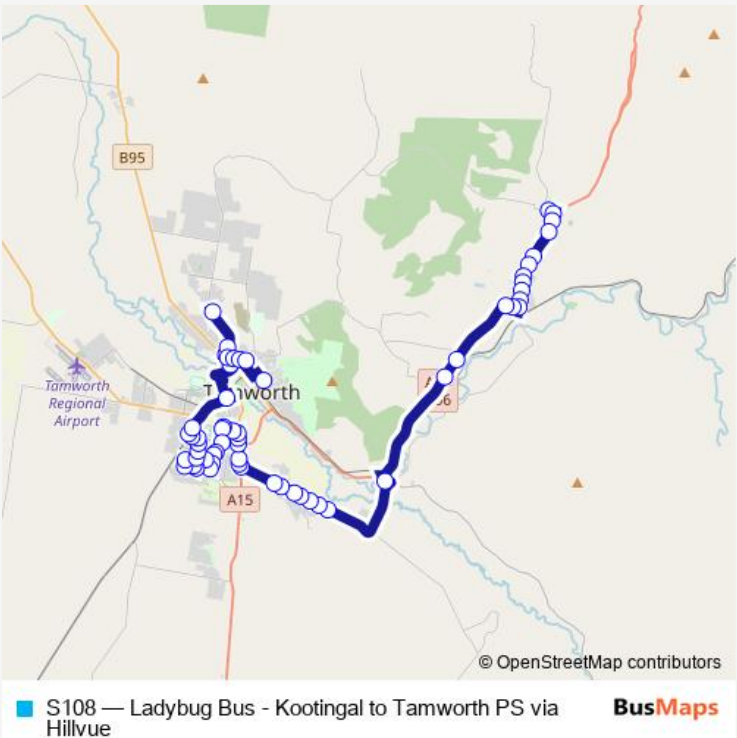 B95
Tamworth
Tamworth
Regional
Airport
A15
© OpenStreetMap contributors
S108 — Ladybug Bus - Kootingal to Tamworth PS via
Hillvue
BusMaps